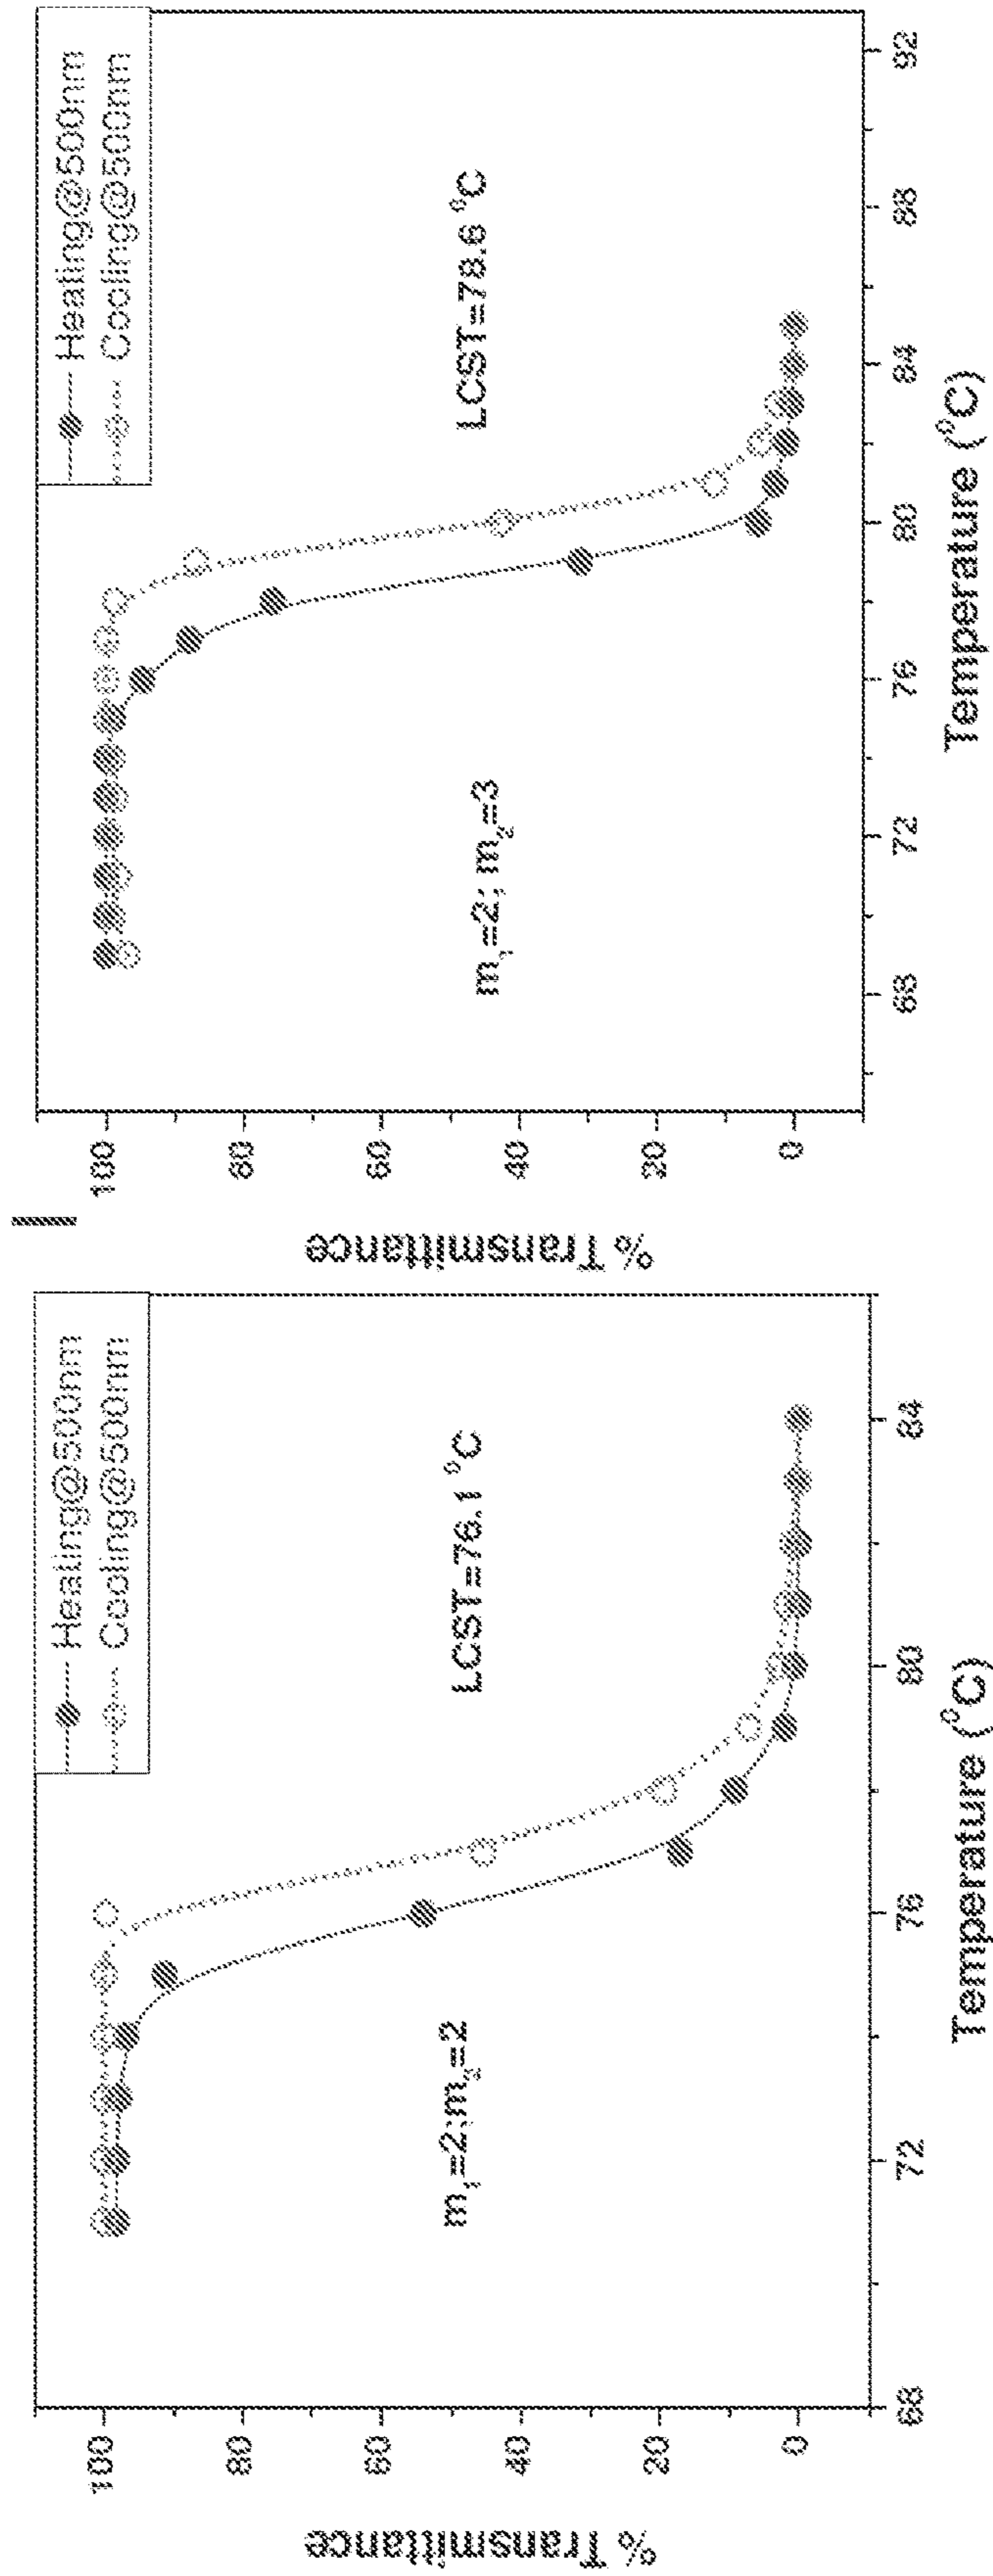 % Transmittance
100
80
60
40
20
0
Heating@500nm
Cooling@500nm
LCST=76.1 °C
m₁=2;m₂=2
68
72
76
80
84
Temperature (°C)
% Transmittance
100
80
60
40
20
0
Heating@500nm
Cooling@500nm
LCST=78.6 °C
m₁=2; m₂=3
68
72
76
80
84
88
92
Temperature (°C)